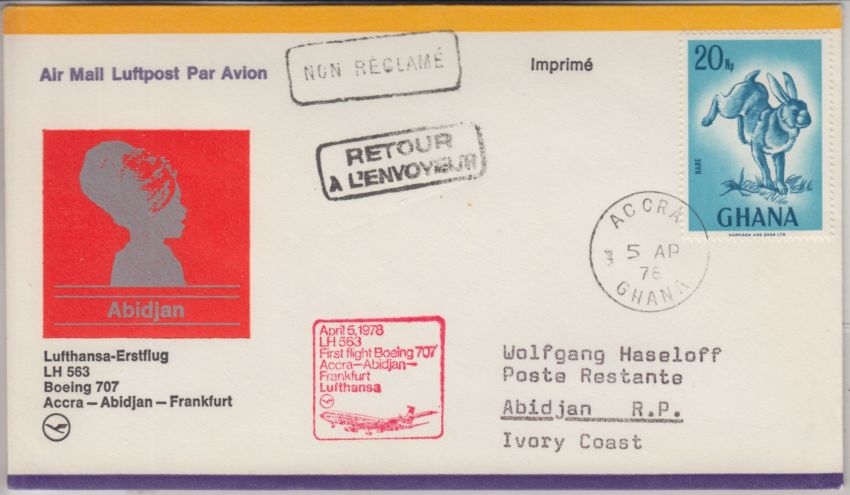 Air Mail Luftpost Par Avion
NON RÉCLAMÉ
Imprimé
20 Np
HARE
GHANA
HARRISON AND SONS LTD
RETOUR
A L'ENVOYEUR
ACCRA
5 AP
78
GHANA
Abidjan
Lufthansa-Erstflug
LH 563
Boeing 707
Accra – Abidjan – Frankfurt
April 5, 1978
LH 563
First flight Boeing 707
Accra-Abidjan-
Frankfurt
Lufthansa
Wolfgang Haseloff
Poste Restante
Abidjan R.P.
Ivory Coast